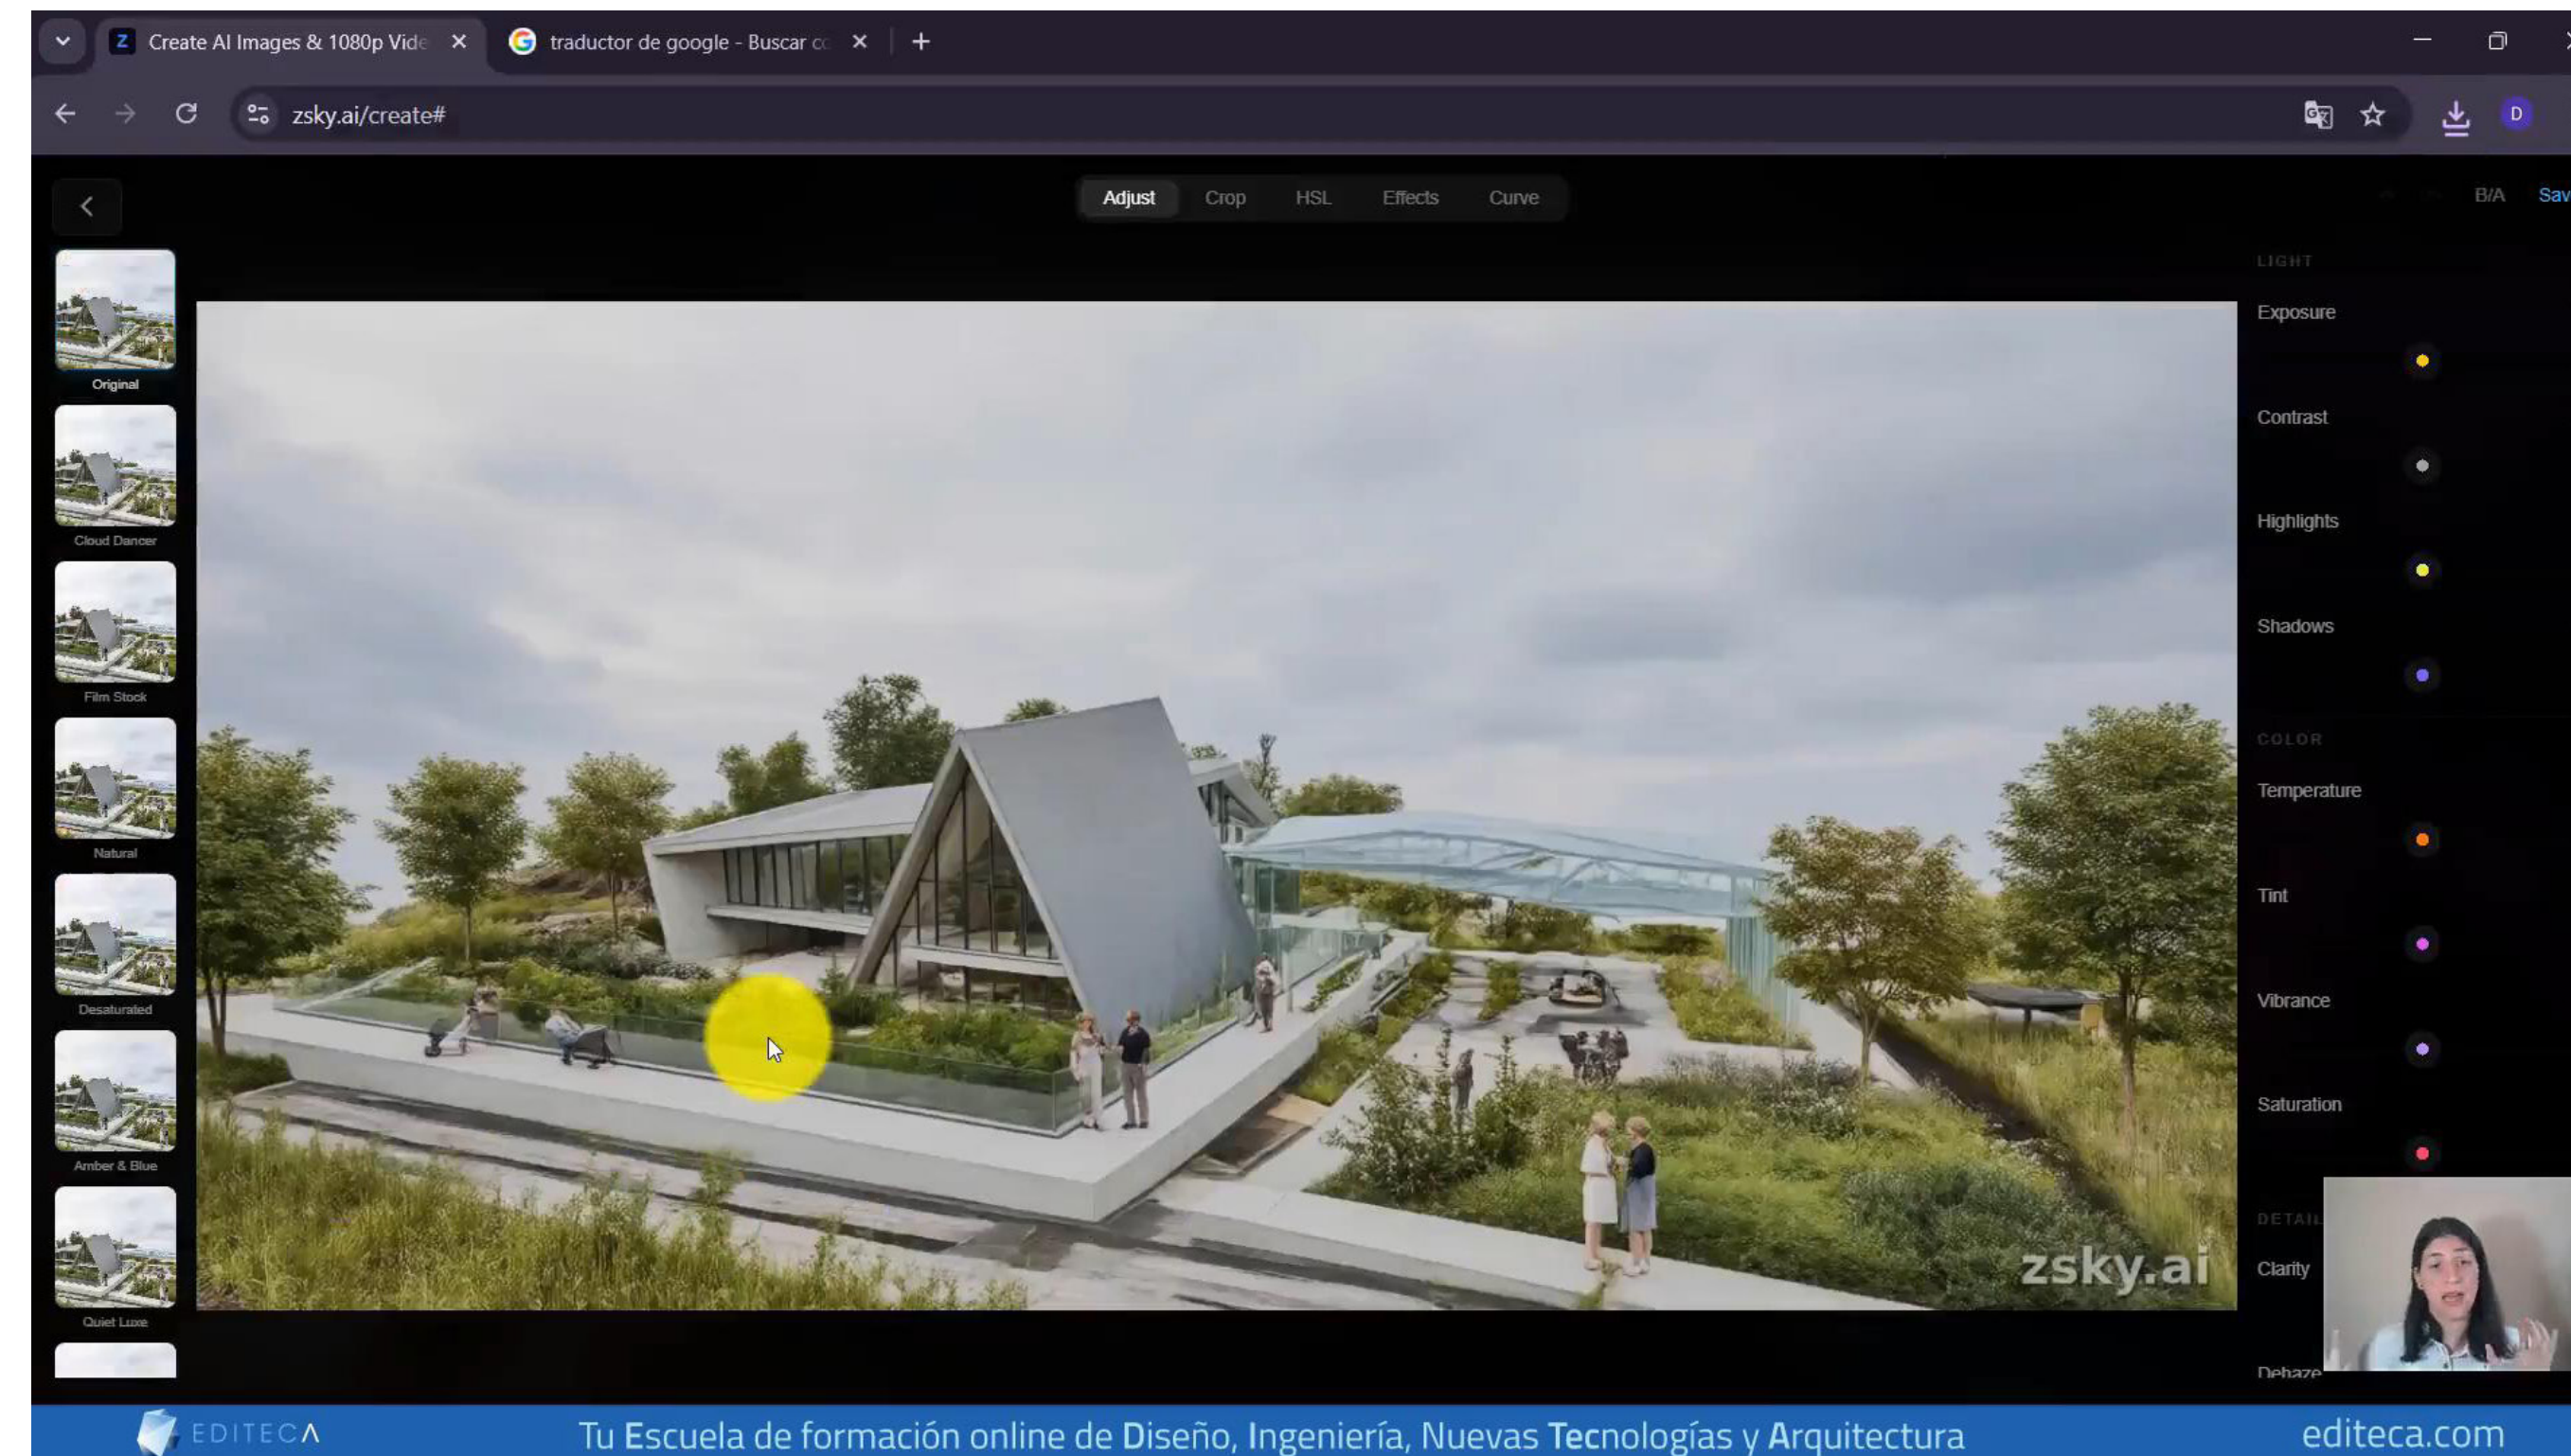 Create AI Images & 1080p Vide
traductor de google - Buscar co
zsky.ai/create#
D
Adjust Crop HSL Effects Curve
B/A Sav
Original
Cloud Dancer
Film Stock
Natural
Desaturated
Amber & Blue
Quiet Luxe
LIGHT
Exposure
Contrast
Highlights
Shadows
COLOR
Temperature
Tint
Vibrance
Saturation
DETAIL
Clarity
Dehaze
zsky.ai
EDITECA
Tu Escuela de formación online de Diseño, Ingeniería, Nuevas Tecnologías y Arquitectura
editeca.com